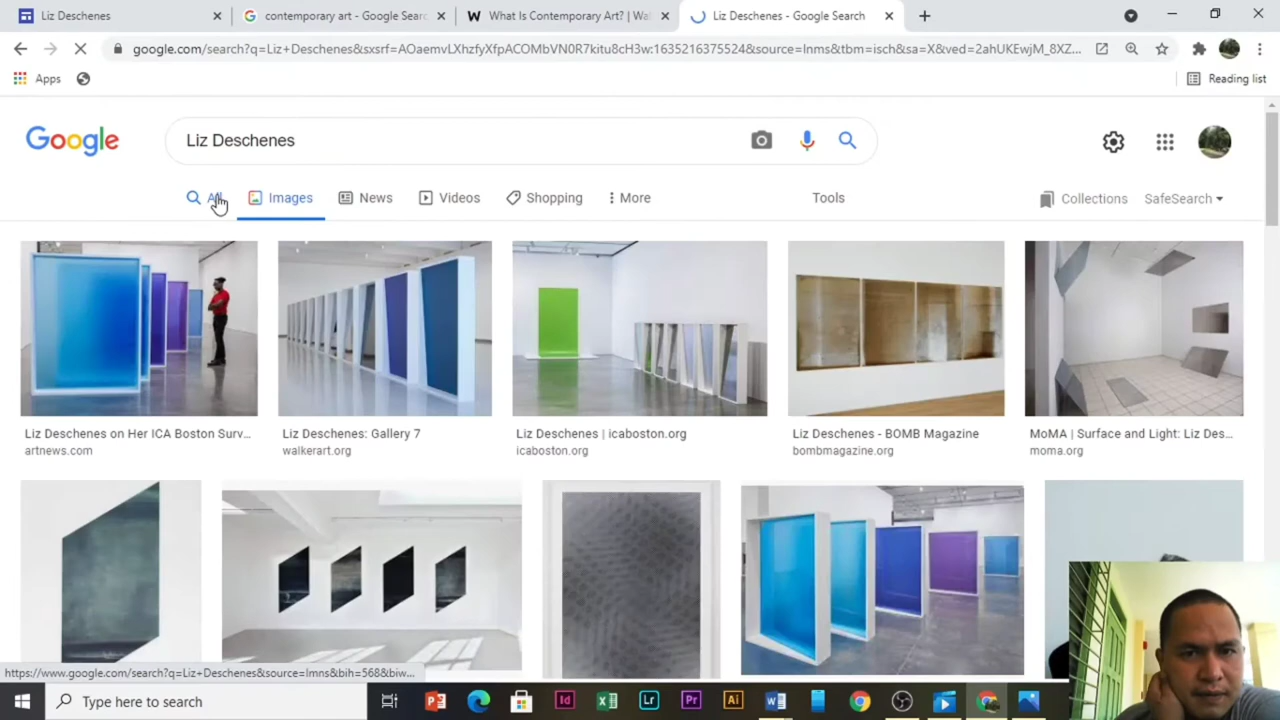 Liz Deschenes
contemporary art - Google Searc
What Is Contemporary Art? | Wal
Liz Deschenes - Google Search
google.com/search?q=Liz+Deschenes&sxsrf=AOaemvLXhzfyXfpACOMbVN0R7kitu8cH3w:1635216375524&source=lnms&tbm=isch&sa=X&ved=2ahUKEwjM_8XZ...
Apps
Reading list
Google
Liz Deschenes
All
Images
News
Videos
Shopping
More
Tools
Collections
SafeSearch
Liz Deschenes on Her ICA Boston Surv...
artnews.com
Liz Deschenes: Gallery 7
walkerart.org
Liz Deschenes | icaboston.org
icaboston.org
Liz Deschenes - BOMB Magazine
bombmagazine.org
MoMA | Surface and Light: Liz Des...
moma.org
https://www.google.com/search?q=Liz+Deschenes&source=lnms&bih=568&biw...
Type here to search
Id
Lr
Pr
Ai